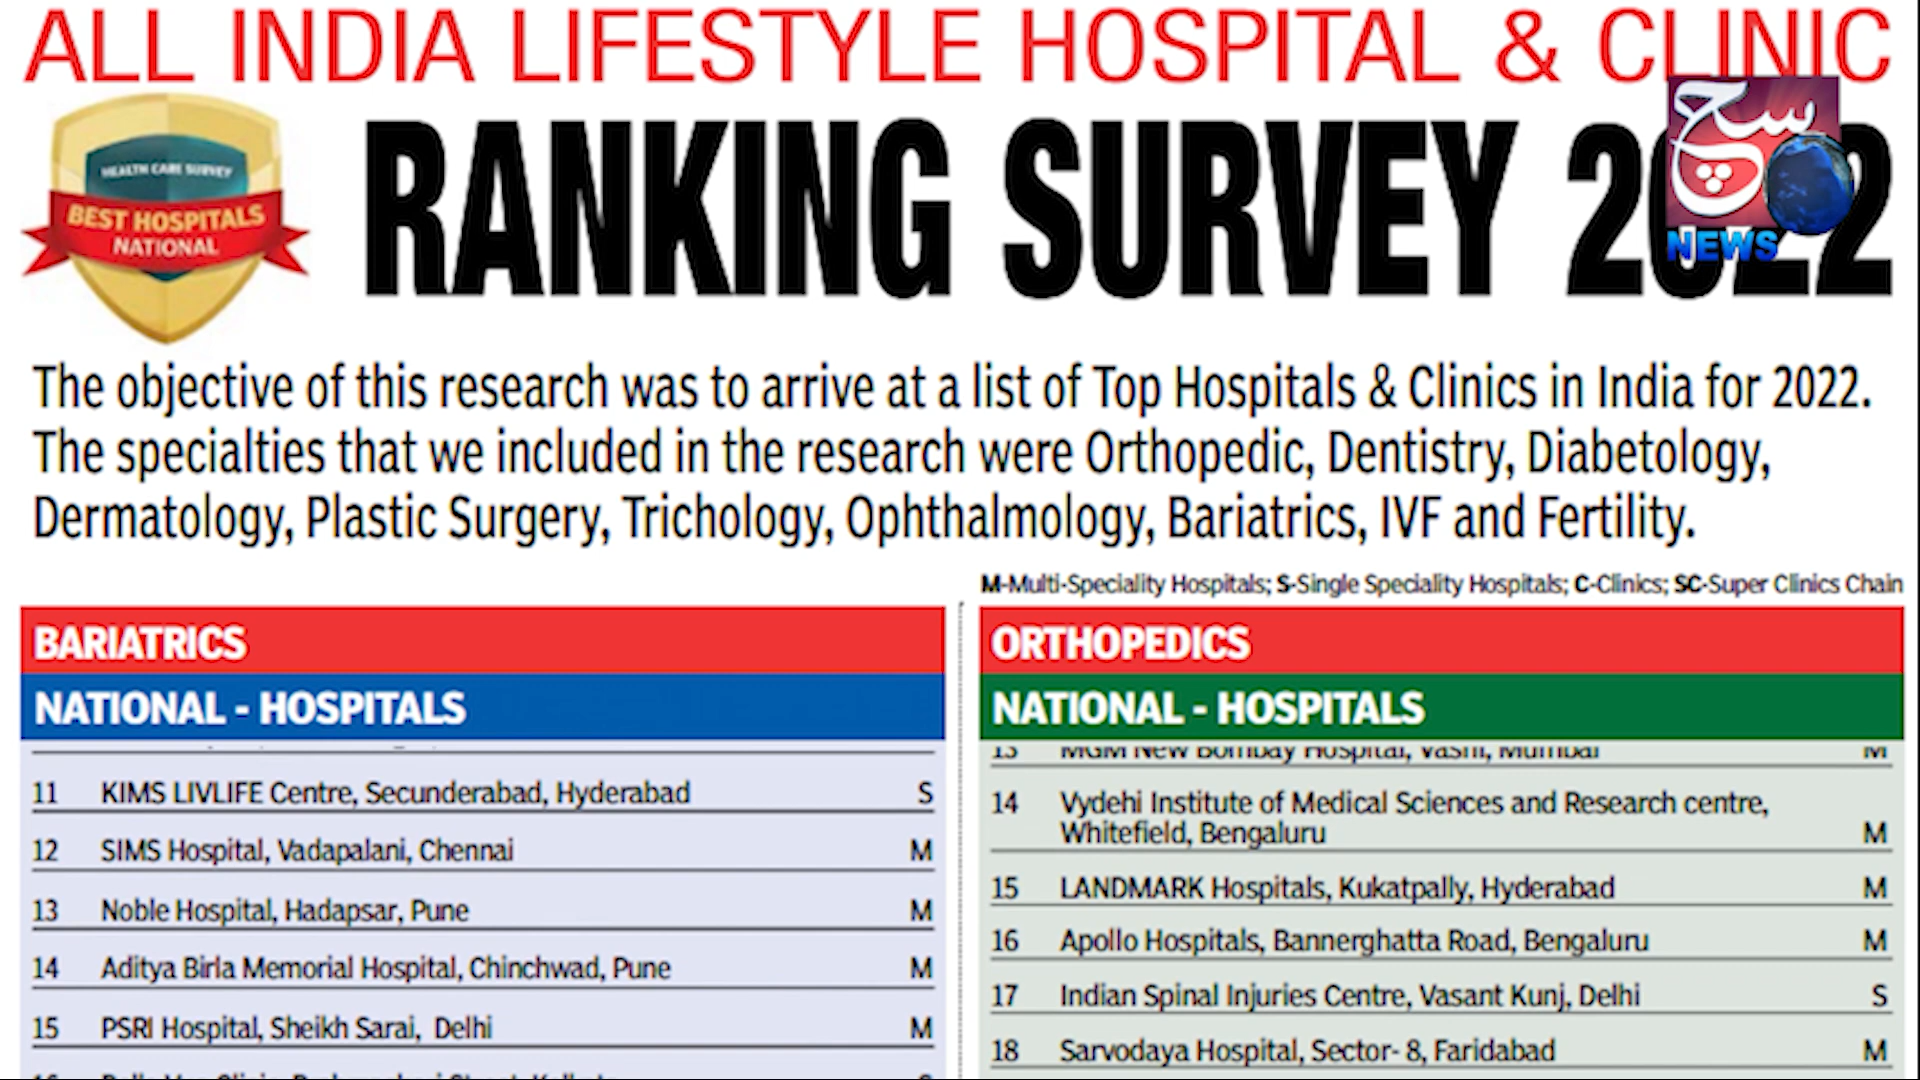 ALL INDIA LIFESTYLE HOSPITAL & CLINIC
HEALTH CARE SURVEY
BEST HOSPITALS
NATIONAL
RANKING SURVEY 2022
سچ
NEWS
The objective of this research was to arrive at a list of Top Hospitals & Clinics in India for 2022.
The specialties that we included in the research were Orthopedic, Dentistry, Diabetology,
Dermatology, Plastic Surgery, Trichology, Ophthalmology, Bariatrics, IVF and Fertility.
M-Multi-Speciality Hospitals; S-Single Speciality Hospitals; C-Clinics; SC-Super Clinics Chain
BARIATRICS
NATIONAL - HOSPITALS
11 KIMS LIVLIFE Centre, Secunderabad, Hyderabad S
12 SIMS Hospital, Vadapalani, Chennai M
13 Noble Hospital, Hadapsar, Pune M
14 Aditya Birla Memorial Hospital, Chinchwad, Pune M
15 PSRI Hospital, Sheikh Sarai, Delhi M
ORTHOPEDICS
NATIONAL - HOSPITALS
13 MGM New Bombay Hospital, Vashi, Mumbai M
14 Vydehi Institute of Medical Sciences and Research centre,
Whitefield, Bengaluru M
15 LANDMARK Hospitals, Kukatpally, Hyderabad M
16 Apollo Hospitals, Bannerghatta Road, Bengaluru M
17 Indian Spinal Injuries Centre, Vasant Kunj, Delhi S
18 Sarvodaya Hospital, Sector- 8, Faridabad M